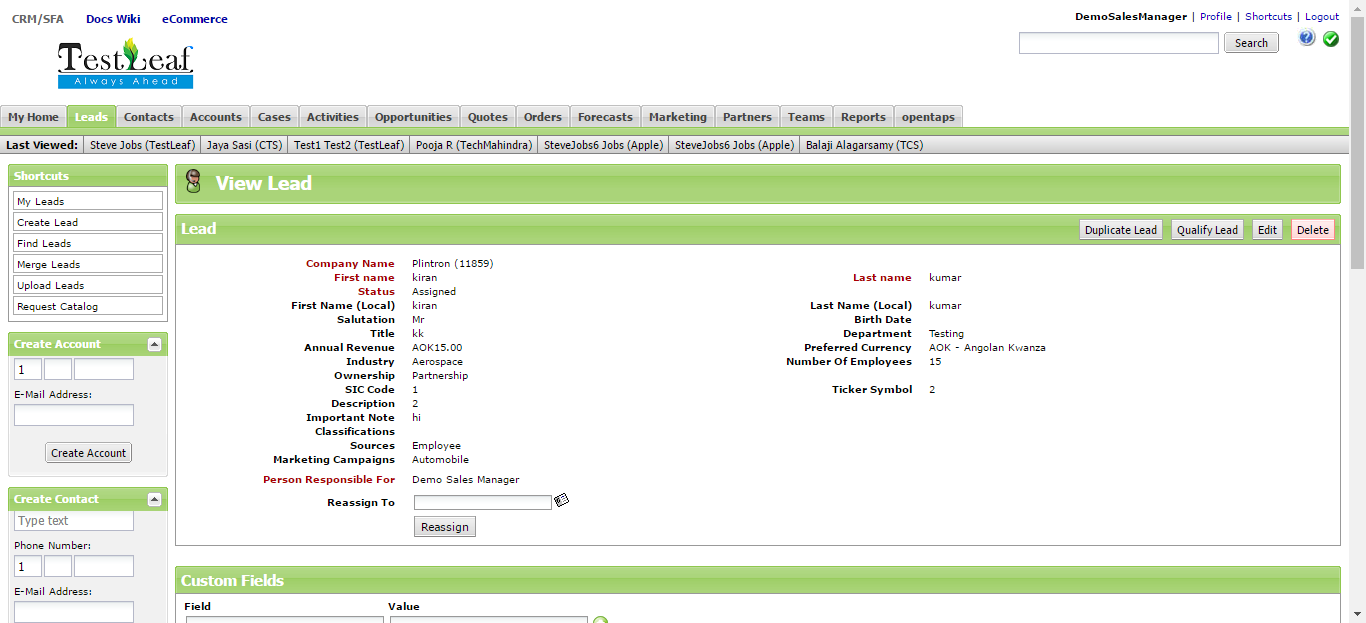 CRM/SFA Docs Wiki eCommerce
DemoSalesManager | Profile | Shortcuts | Logout
TestLeaf
Always Ahead
Search
My Home Leads Contacts Accounts Cases Activities Opportunities Quotes Orders Forecasts Marketing Partners Teams Reports opentaps
Last Viewed: Steve Jobs (TestLeaf) Jaya Sasi (CTS) Test1 Test2 (TestLeaf) Pooja R (TechMahindra) SteveJobs6 Jobs (Apple) SteveJobs6 Jobs (Apple) Balaji Alagarsamy (TCS)
Shortcuts
My Leads
Create Lead
Find Leads
Merge Leads
Upload Leads
Request Catalog
Create Account
1
E-Mail Address:
Create Account
Create Contact
Type text
Phone Number:
1
E-Mail Address:
View Lead
Lead
Duplicate Lead Qualify Lead Edit Delete
Company Name Plintron (11859)
First name kiran Last name kumar
Status Assigned
First Name (Local) kiran Last Name (Local) kumar
Salutation Mr Birth Date
Title kk Department Testing
Annual Revenue AOK15.00 Preferred Currency AOK - Angolan Kwanza
Industry Aerospace Number Of Employees 15
Ownership Partnership
SIC Code 1 Ticker Symbol 2
Description 2
Important Note hi
Classifications
Sources Employee
Marketing Campaigns Automobile
Person Responsible For Demo Sales Manager
Reassign To
Reassign
Custom Fields
Field Value